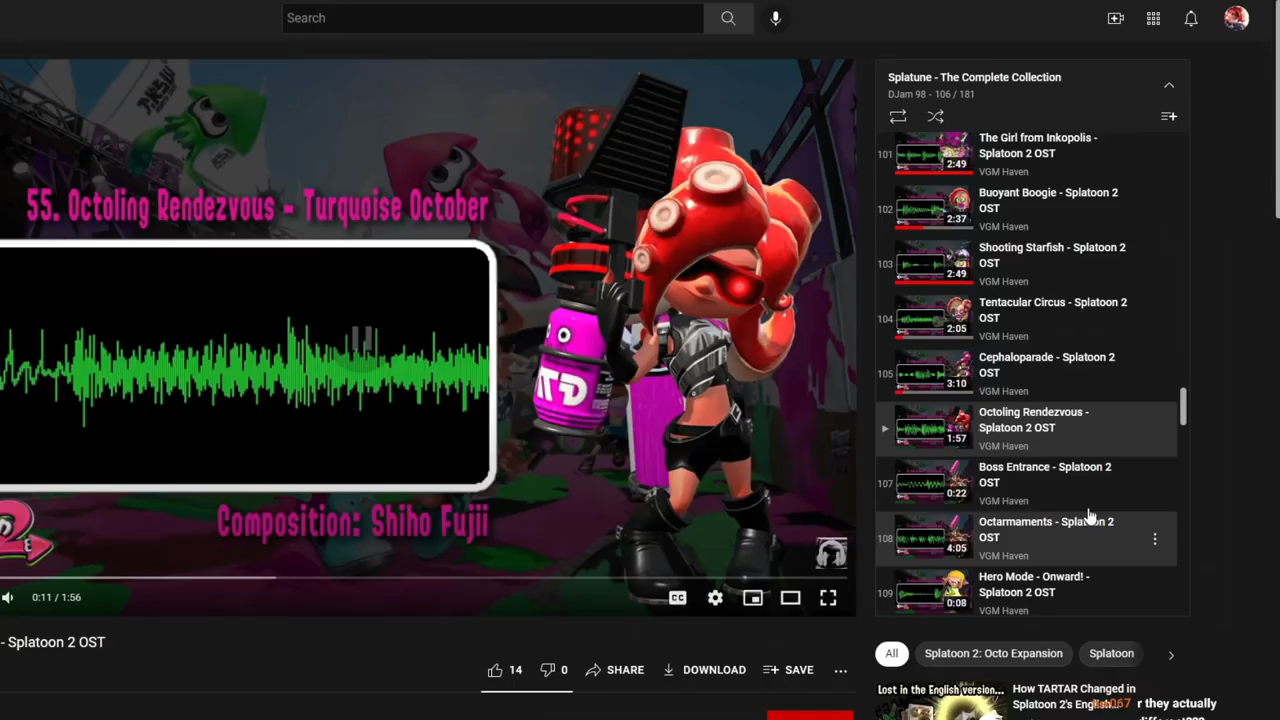 Search
55. Octoling Rendezvous - Turquoise October
Composition: Shiho Fujii
0:11 / 1:56
CC
- Splatoon 2 OST
14
0
SHARE
DOWNLOAD
SAVE
Splatune - The Complete Collection
DJam 98 - 106 / 181
101
2:49
The Girl from Inkopolis -
Splatoon 2 OST
VGM Haven
102
2:37
Buoyant Boogie - Splatoon 2
OST
VGM Haven
103
2:49
Shooting Starfish - Splatoon 2
OST
VGM Haven
104
2:05
Tentacular Circus - Splatoon 2
OST
VGM Haven
105
3:10
Cephaloparade - Splatoon 2
OST
VGM Haven
1:57
Octoling Rendezvous -
Splatoon 2 OST
VGM Haven
107
0:22
Boss Entrance - Splatoon 2
OST
VGM Haven
108
4:05
Octarmaments - Splatoon 2
OST
VGM Haven
109
0:08
Hero Mode - Onward! -
Splatoon 2 OST
VGM Haven
All
Splatoon 2: Octo Expansion
Splatoon
Lost in the English version...
How TARTAR Changed in
Splatoon 2's English...
r they actually